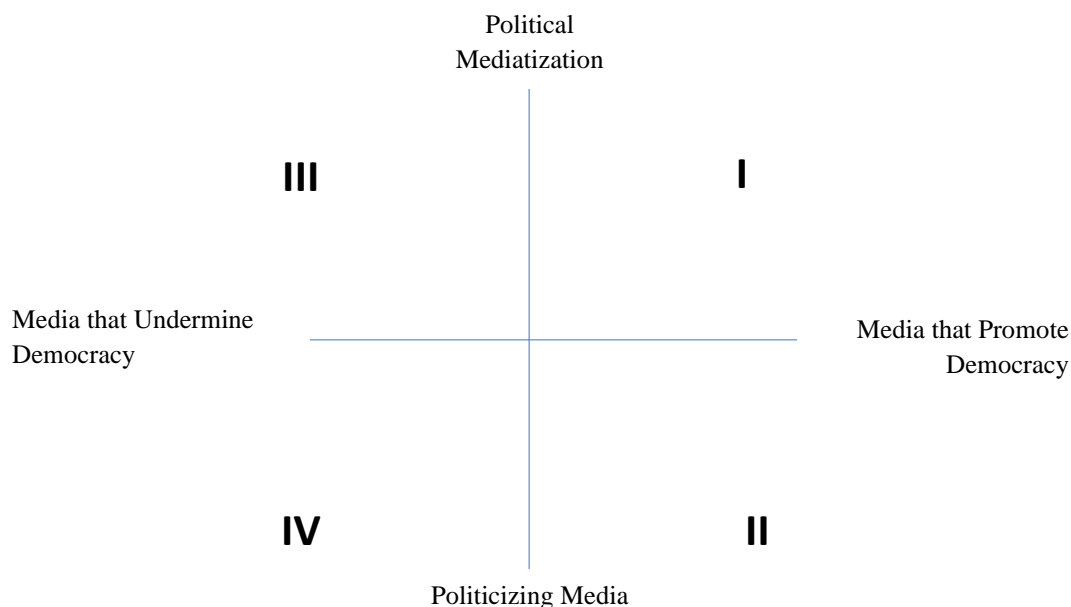 Political
Mediatization
III
I
Media that Undermine
Democracy
Media that Promote
Democracy
IV
II
Politicizing Media